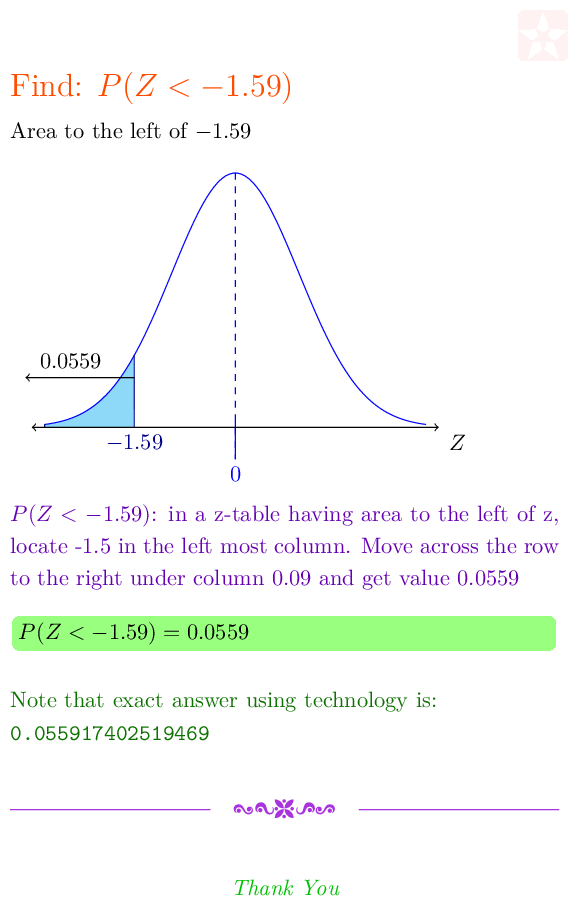 Find: P(Z < −1.59)
Area to the left of −1.59
0.0559
−1.59
Z
0
P(Z < −1.59): in a z-table having area to the left of z,
locate -1.5 in the left most column. Move across the row
to the right under column 0.09 and get value 0.0559
P(Z < −1.59) = 0.0559
Note that exact answer using technology is:
0.055917402519469
Thank You